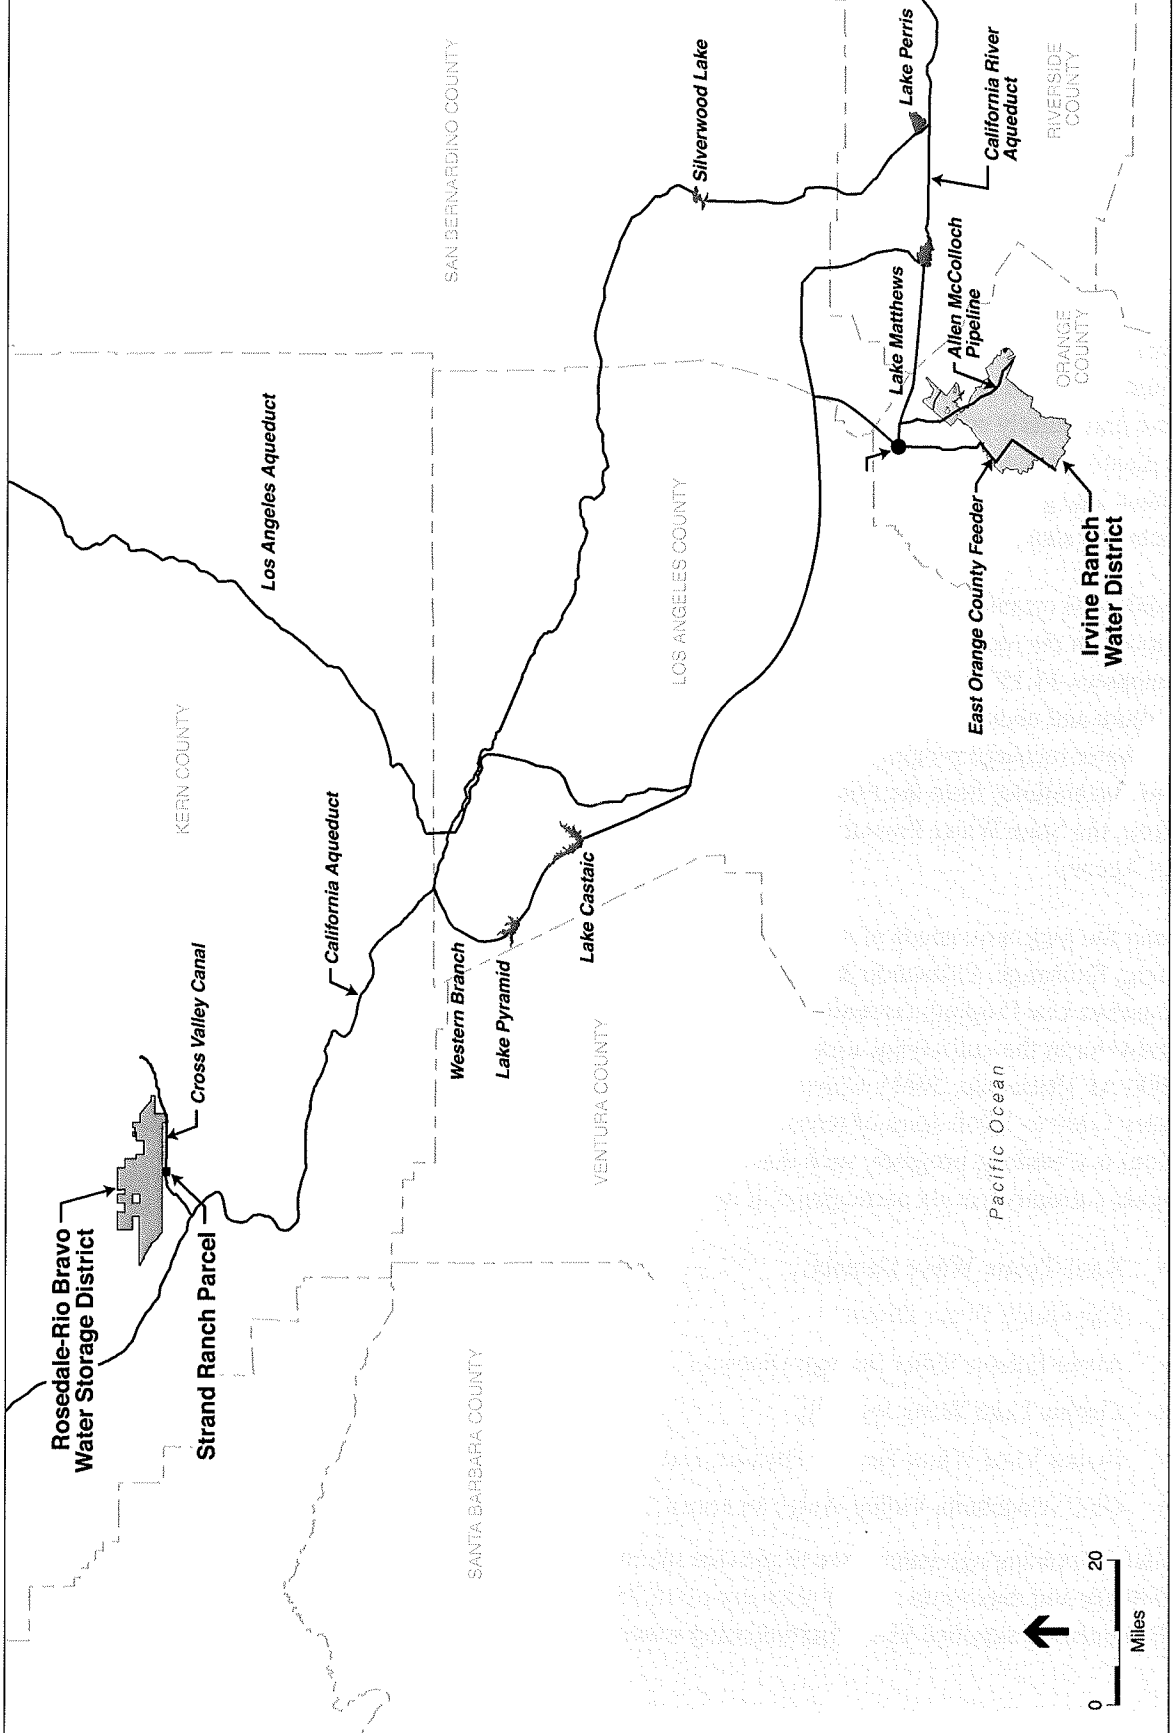 Rosedale-Rio Bravo
Water Storage District
Strand Ranch Parcel
Cross Valley Canal
KERN COUNTY
California Aqueduct
Los Angeles Aqueduct
SAN BERNARDINO COUNTY
Western Branch
Lake Pyramid
Lake Castaic
SANTA BARBARA COUNTY
VENTURA COUNTY
LOS ANGELES COUNTY
Silverwood Lake
Lake Perris
Lake Matthews
California River
Aqueduct
RIVERSIDE
COUNTY
Allen McColloch
Pipeline
ORANGE
COUNTY
East Orange County Feeder
Irvine Ranch
Water District
Pacific Ocean
0
20
Miles